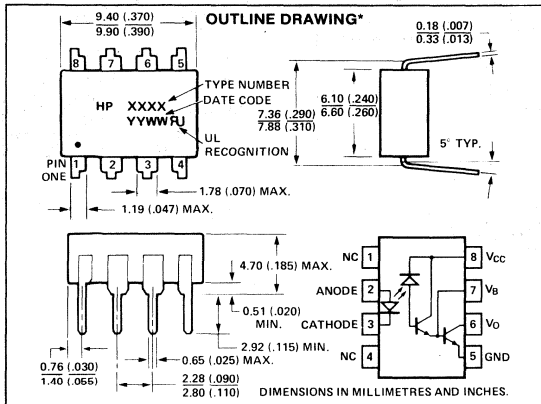 OUTLINE DRAWING*
9.40 (.370)
9.90 (.390)
8 7 6 5
HP XXXX
YYWW RU
TYPE NUMBER
DATE CODE
UL
RECOGNITION
PIN
ONE
1 2 3 4
1.78 (.070) MAX.
1.19 (.047) MAX.
0.18 (.007)
0.33 (.013)
7.36 (.290)
7.88 (.310)
6.10 (.240)
6.60 (.260)
5° TYP.
4.70 (.185) MAX.
0.51 (.020)
MIN.
2.92 (.115) MIN.
0.76 (.030)
1.40 (.055)
0.65 (.025) MAX.
2.28 (.090)
2.80 (.110)
NC 1
ANODE 2
CATHODE 3
NC 4
8 VCC
7 VB
6 VO
5 GND
DIMENSIONS IN MILLIMETRES AND INCHES.